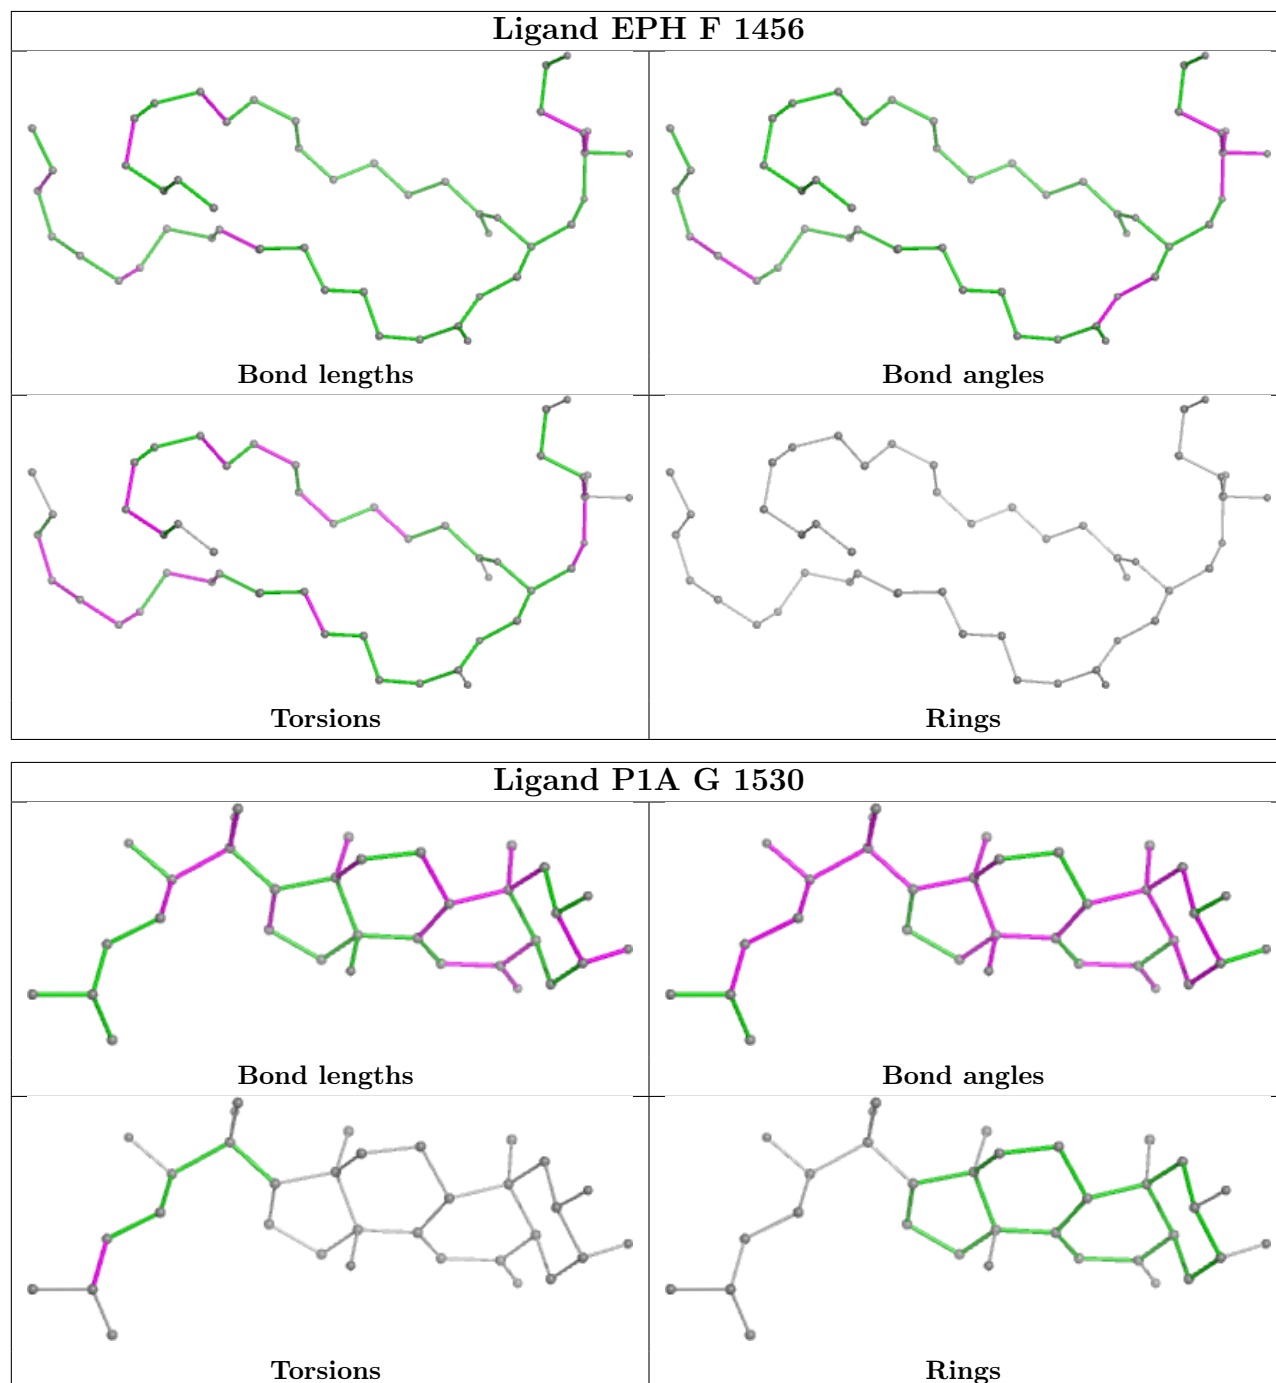 Ligand EPH F 1456
Bond lengths
Bond angles
Torsions
Rings
Ligand P1A G 1530
Bond lengths
Bond angles
Torsions
Rings